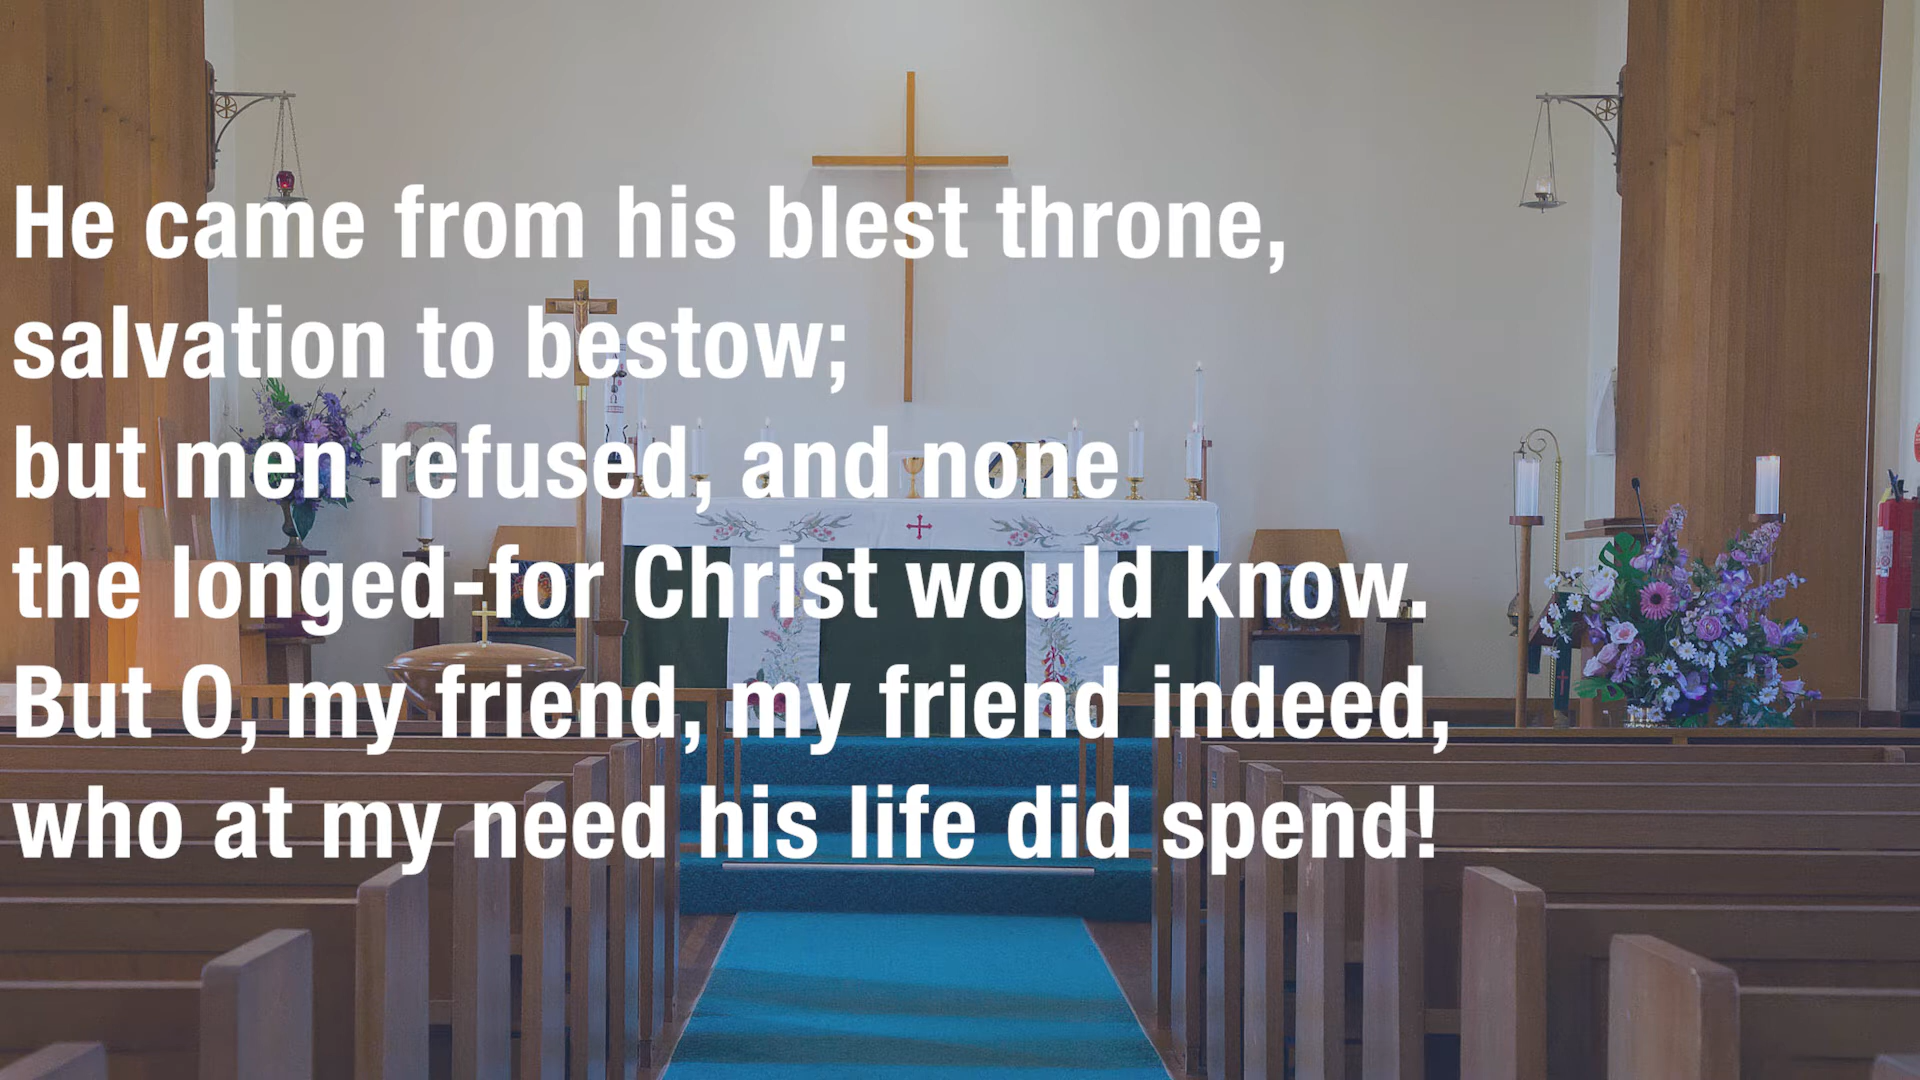 He came from his blest throne,
salvation to bestow;
but men refused, and none
the longed-for Christ would know.
But O, my friend, my friend indeed,
who at my need his life did spend!